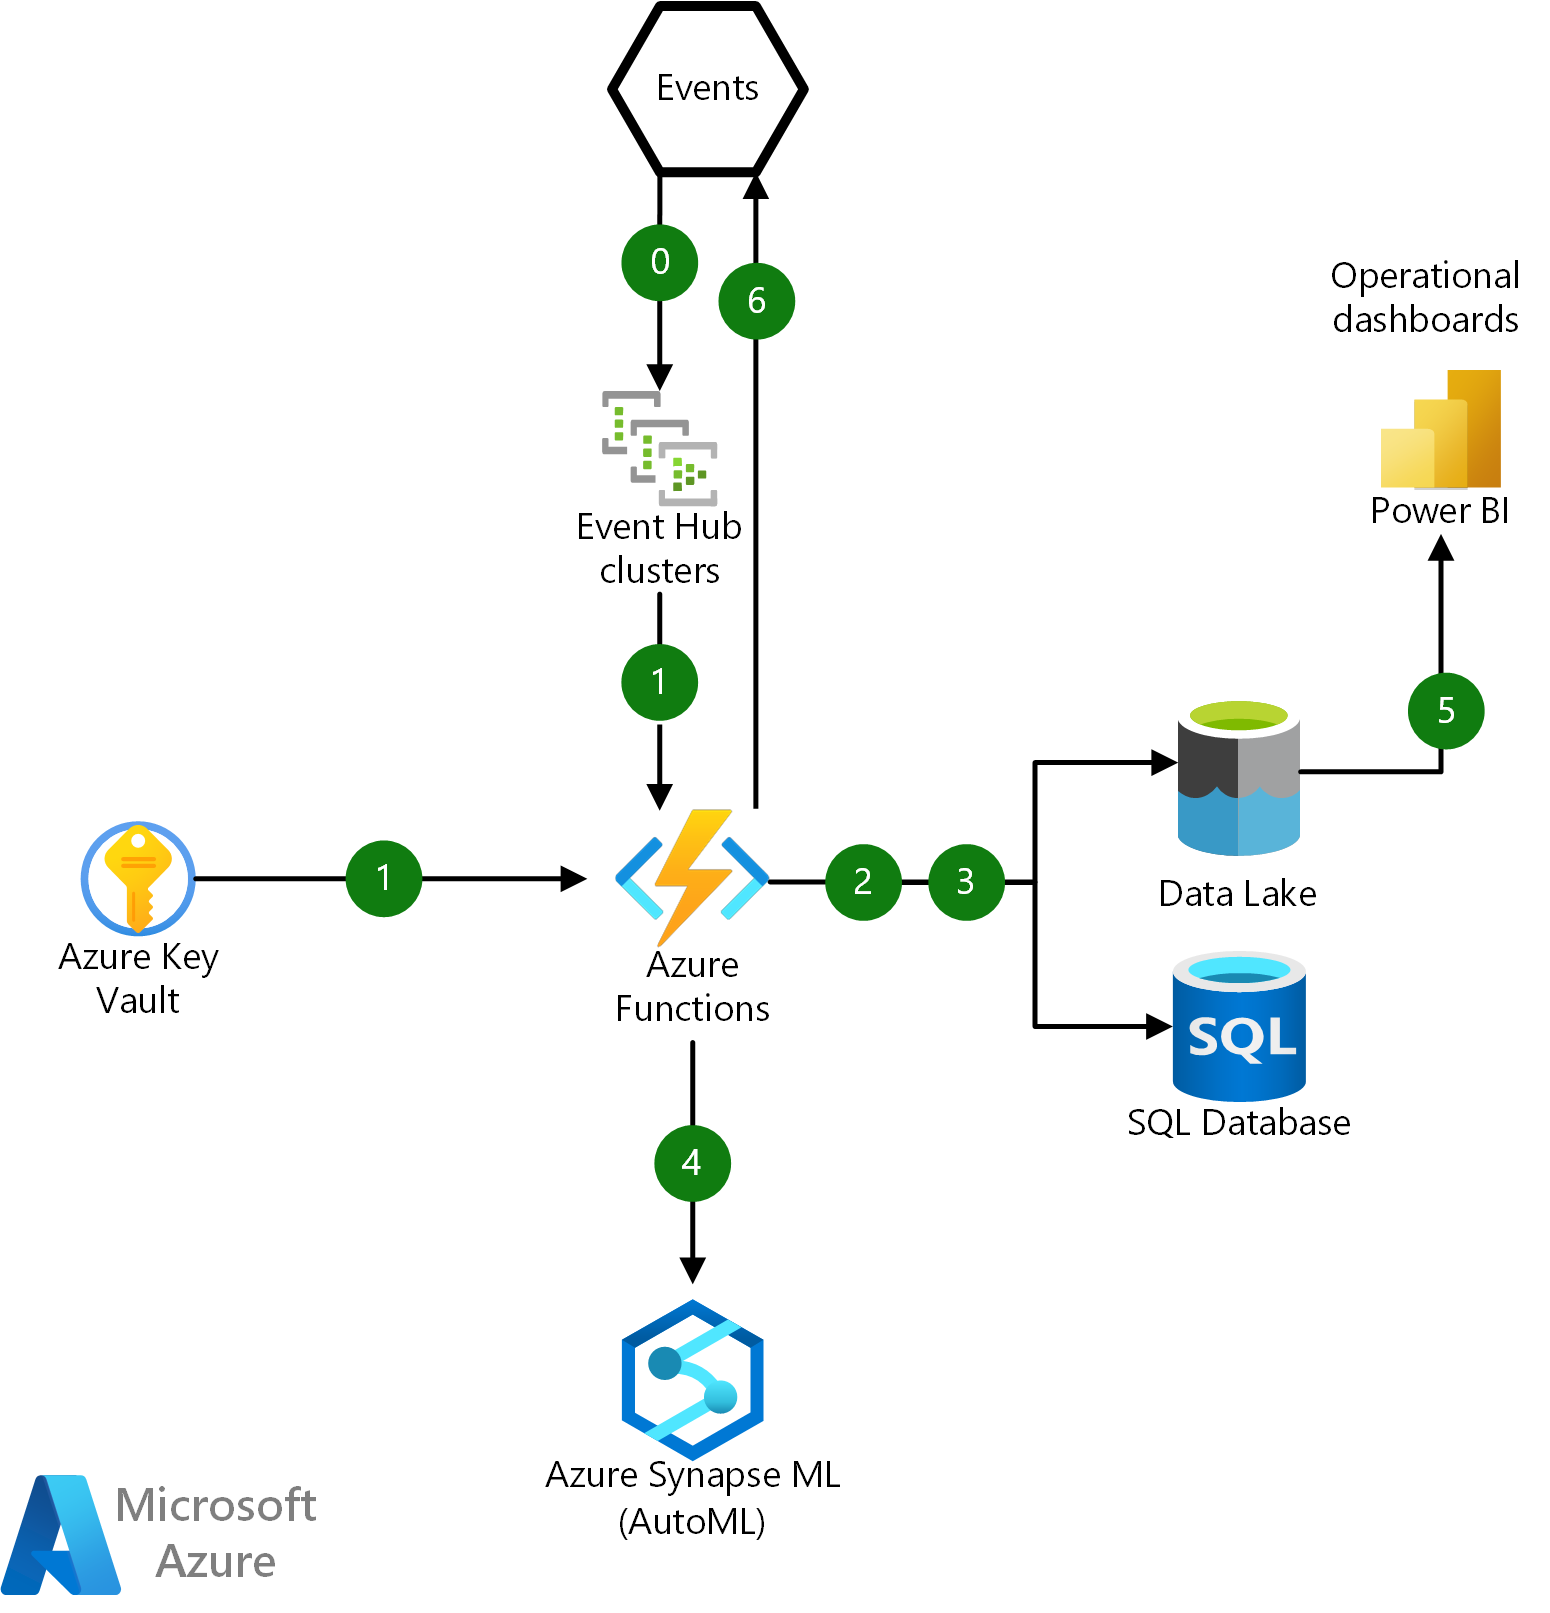 Events
0
6
Operational
dashboards
Power BI
Event Hub
clusters
1
5
Data Lake
1
2
3
Azure Key
Vault
Azure
Functions
SQL
SQL Database
4
Azure Synapse ML
(AutoML)
Microsoft
Azure